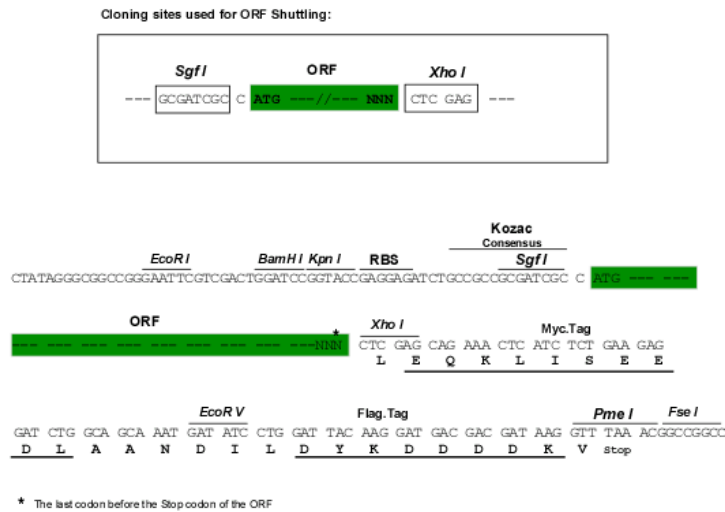 Cloning sites used for ORF Shuttling:
Sgf I ORF Xho I
--- GCGATCGC C ATG ---//--- NNN CTC GAG ---
Kozac
Consensus
EcoR I BamH I Kpn I RBS Sgf I
CTATAGGGCGGCCGGGAATTCGTCGACTGGATCCGGTACCGAGGAGATCTGCCGCCGCGATCGC C ATG --- ---
ORF * Xho I Myc.Tag
--- --- --- --- --- --- --- --- --- ---NNN CTC GAG CAG AAA CTC ATC TCT GAA GAG
L E Q K L I S E E
EcoR V Flag.Tag Pme I Fse I
GAT CTG GCA GCA AAT GAT ATC CTG GAT TAC AAG GAT GAC GAC GAT AAG GTT TAA ACGGCCGGCC
D L A A N D I L D Y K D D D D K V Stop
* The last codon before the Stop codon of the ORF